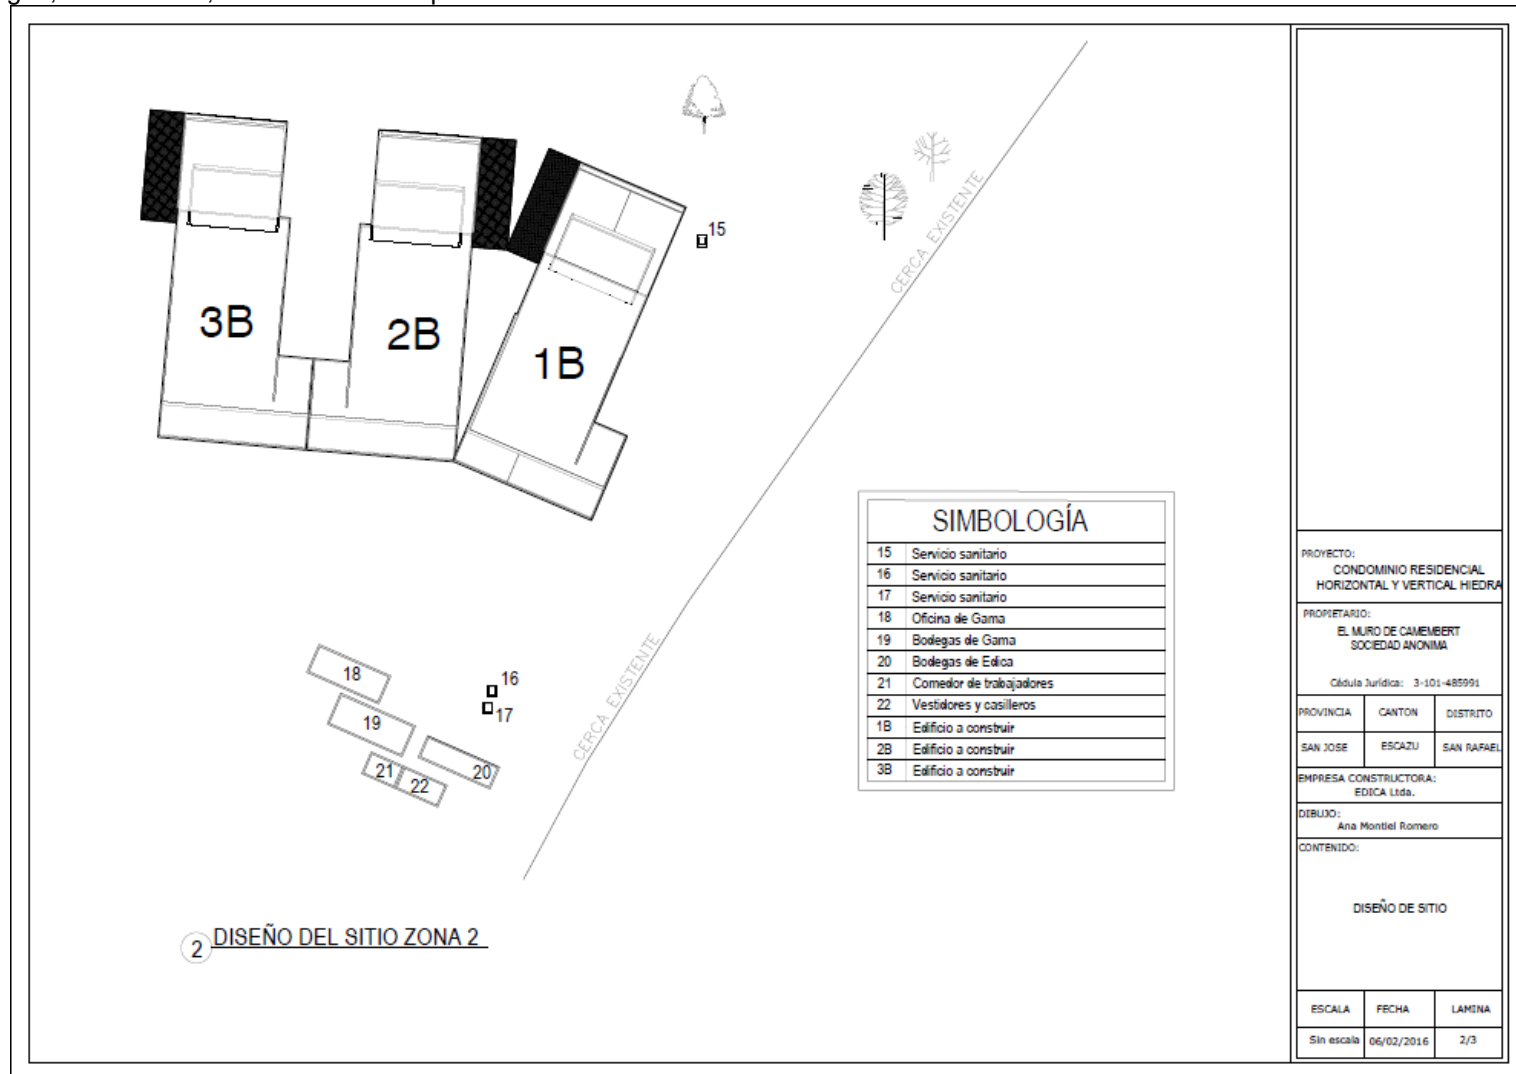 15
CERCA EXISTENTE
3B
2B
1B
SIMBOLOGÍA
15 Servicio sanitario
16 Servicio sanitario
17 Servicio sanitario
18 Oficina de Gama
19 Bodegas de Gama
20 Bodegas de Edica
21 Comedor de trabajadores
22 Vestidores y casilleros
1B Edificio a construir
2B Edificio a construir
3B Edificio a construir
CERCA EXISTENTE
18
16
17
19
20
21
22
2 DISEÑO DEL SITIO ZONA 2
PROYECTO:
CONDOMINIO RESIDENCIAL
HORIZONTAL Y VERTICAL HIEDRA
PROPIETARIO:
EL MURO DE CAMEMBERT
SOCIEDAD ANONIMA
Cédula Jurídica: 3-101-485991
PROVINCIA CANTON DISTRITO
SAN JOSE ESCAZU SAN RAFAEL
EMPRESA CONSTRUCTORA:
EDICA Ltda.
DIBUJO:
Ana Montiel Romero
CONTENIDO:
DISEÑO DE SITIO
ESCALA FECHA LAMINA
Sin escala 06/02/2016 2/3